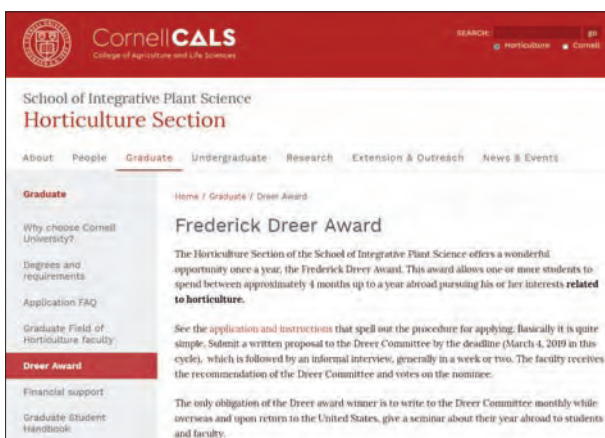 CornellCALS
College of Agriculture and Life Sciences
SEARCH:
go
Horticulture Cornell
School of Integrative Plant Science
Horticulture Section
About People Graduate Undergraduate Research Extension & Outreach News & Events
Graduate
Why choose Cornell
University?
Degrees and
requirements
Application FAQ
Graduate Field of
Horticulture faculty
Dreer Award
Financial support
Graduate Student
Handbook
Home / Graduate / Dreer Award
Frederick Dreer Award
The Horticulture Section of the School of Integrative Plant Science offers a wonderful
opportunity once a year, the Frederick Dreer Award. This award allows one or more students to
spend between approximately 4 months up to a year abroad pursuing his or her interests related
to horticulture.
See the application and instructions that spell out the procedure for applying. Basically it is quite
simple. Submit a written proposal to the Dreer Committee by the deadline (March 4, 2019 in this
cycle), which is followed by an informal interview, generally in a week or two. The faculty receives
the recommendation of the Dreer Committee and votes on the nominee.
The only obligation of the Dreer award winner is to write to the Dreer Committee monthly while
overseas and upon return to the United States, give a seminar about their year abroad to students
and faculty.